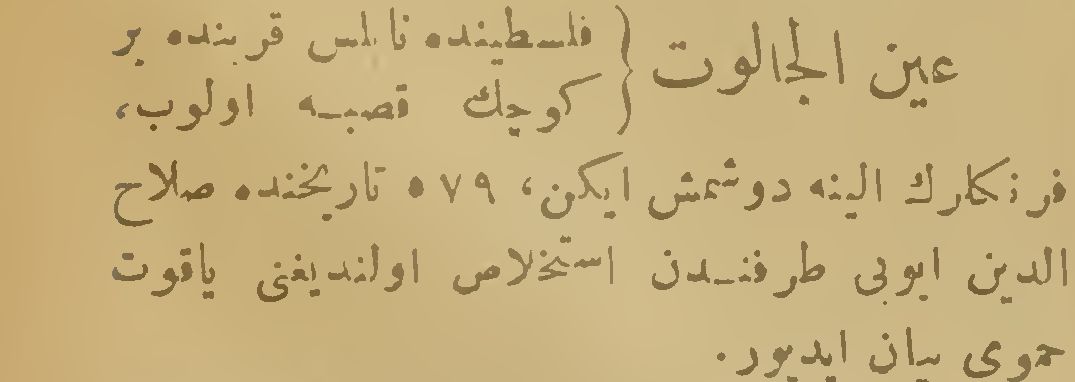 عين الجالوت { فلسطينده نابلس قربنده بر
كوچك قصبه اولوب،
فرنكلرك الينه دوشمش ايكن، ٥٧٩ تاريخنده صلاح
الدين ايوبى طرفندن استخلاص اولنديغنى ياقوت
حموى بيان ايديور.